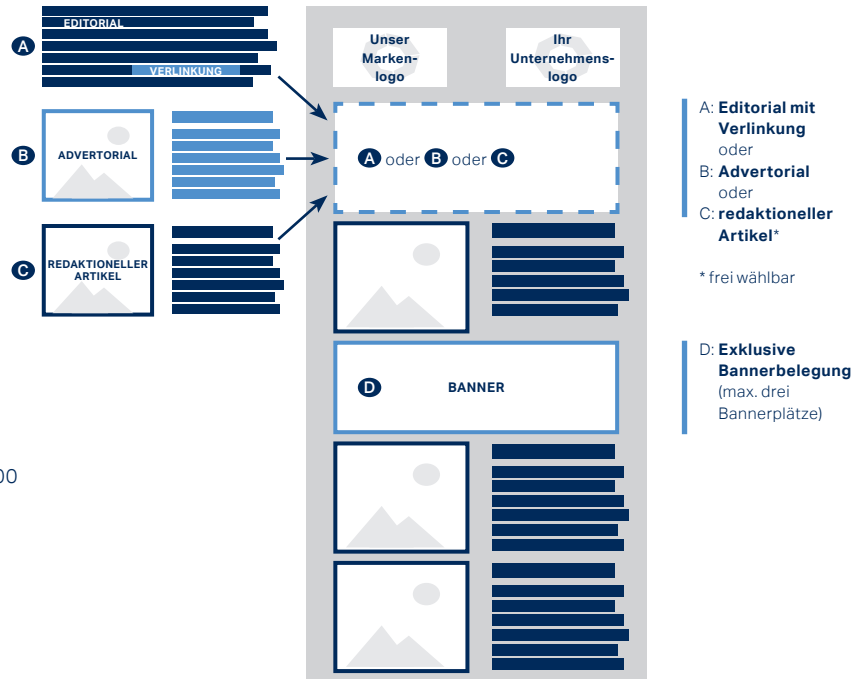 A
EDITORIAL
VERLINKUNG
B
ADVERTORIAL
C
REDAKTIONELLER
ARTIKEL
00
Unser
Marken-
logo
Ihr
Unternehmens-
logo
A oder B oder C
D BANNER
A: Editorial mit
Verlinkung
oder
B: Advertorial
oder
C: redaktioneller
Artikel*
* frei wählbar
D: Exklusive
Bannerbelegung
(max. drei
Bannerplätze)